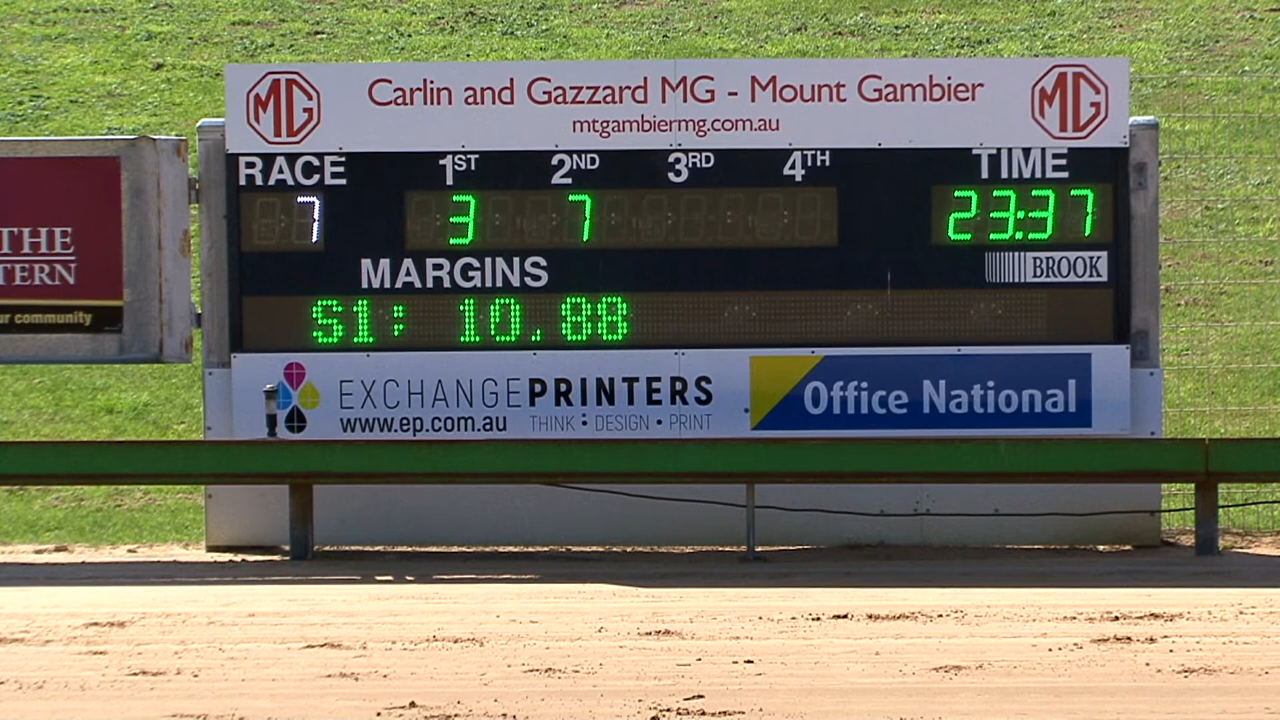 MG Carlin and Gazzard MG - Mount Gambier MG
mtgambiermg.com.au
RACE 1ST 2ND 3RD 4TH TIME
7 3 7 23:37
MARGINS BROOK
S1: 10.88
THE
TERN
ur community
EXCHANGEPRINTERS
www.ep.com.au THINK : DESIGN • PRINT
Office National